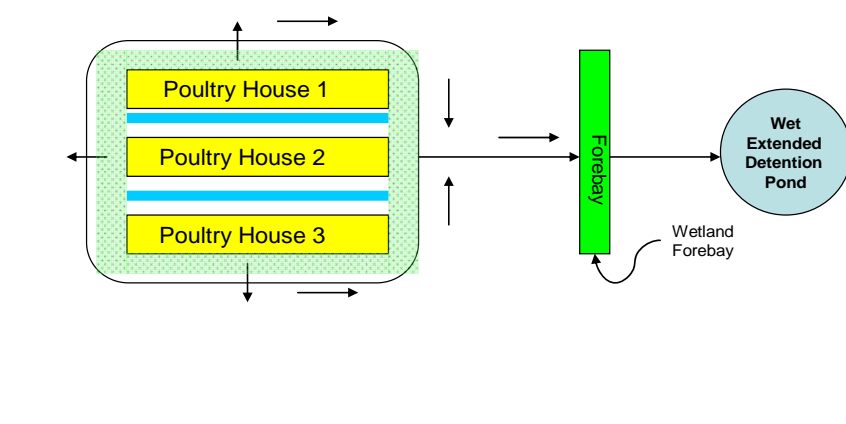 Poultry House 1
Poultry House 2
Poultry House 3
Forebay
Wetland
Forebay
Wet
Extended
Detention
Pond